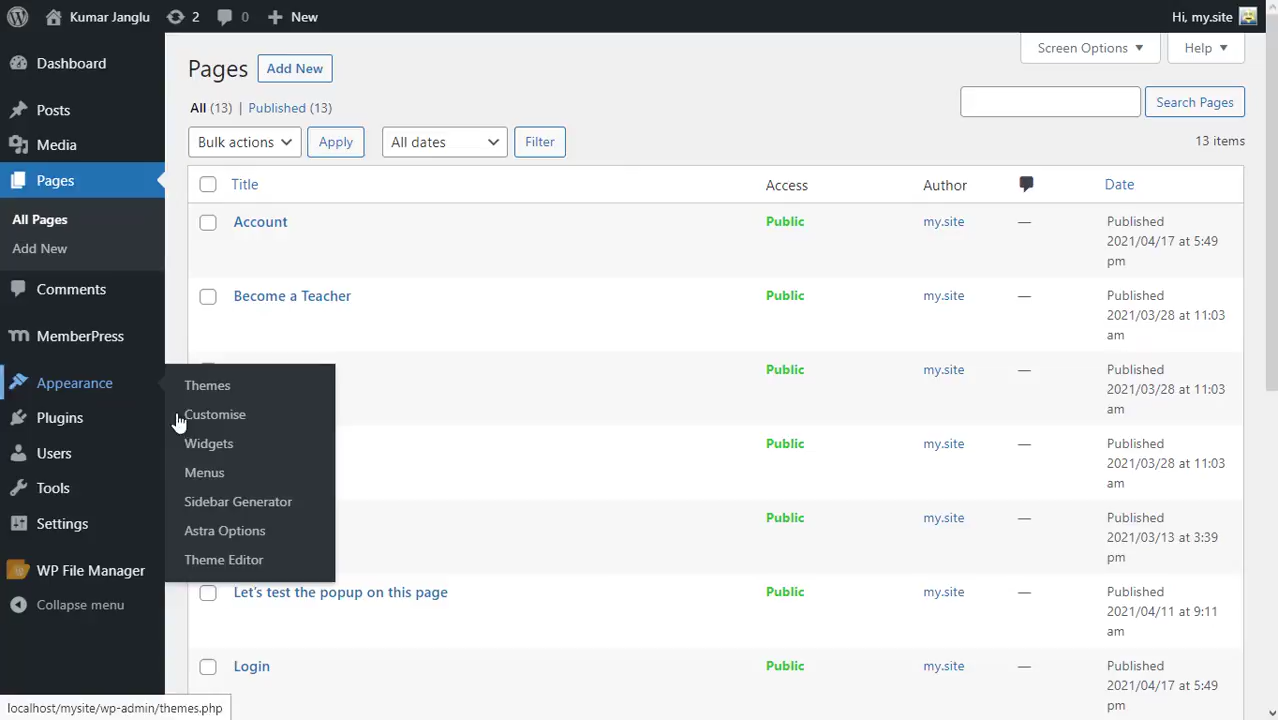 Kumar Janglu 2 0 New Hi, my.site
Dashboard
Posts
Media
Pages
All Pages
Add New
Comments
MemberPress
Appearance
Plugins
Users
Tools
Settings
WP File Manager
Collapse menu
Themes
Customise
Widgets
Menus
Sidebar Generator
Astra Options
Theme Editor
Screen Options ▼ Help ▼
Pages Add New
All (13) | Published (13)
Search Pages
Bulk actions Apply All dates Filter
13 items
Title Access Author Date
Account Public my.site — Published
2021/04/17 at 5:49
pm
Become a Teacher Public my.site — Published
2021/03/28 at 11:03
am
Public my.site — Published
2021/03/28 at 11:03
am
Public my.site — Published
2021/03/28 at 11:03
am
Public my.site — Published
2021/03/13 at 3:39
pm
Let's test the popup on this page Public my.site — Published
2021/04/11 at 9:11
am
Login Public my.site — Published
2021/04/17 at 5:49
pm
localhost/mysite/wp-admin/themes.php